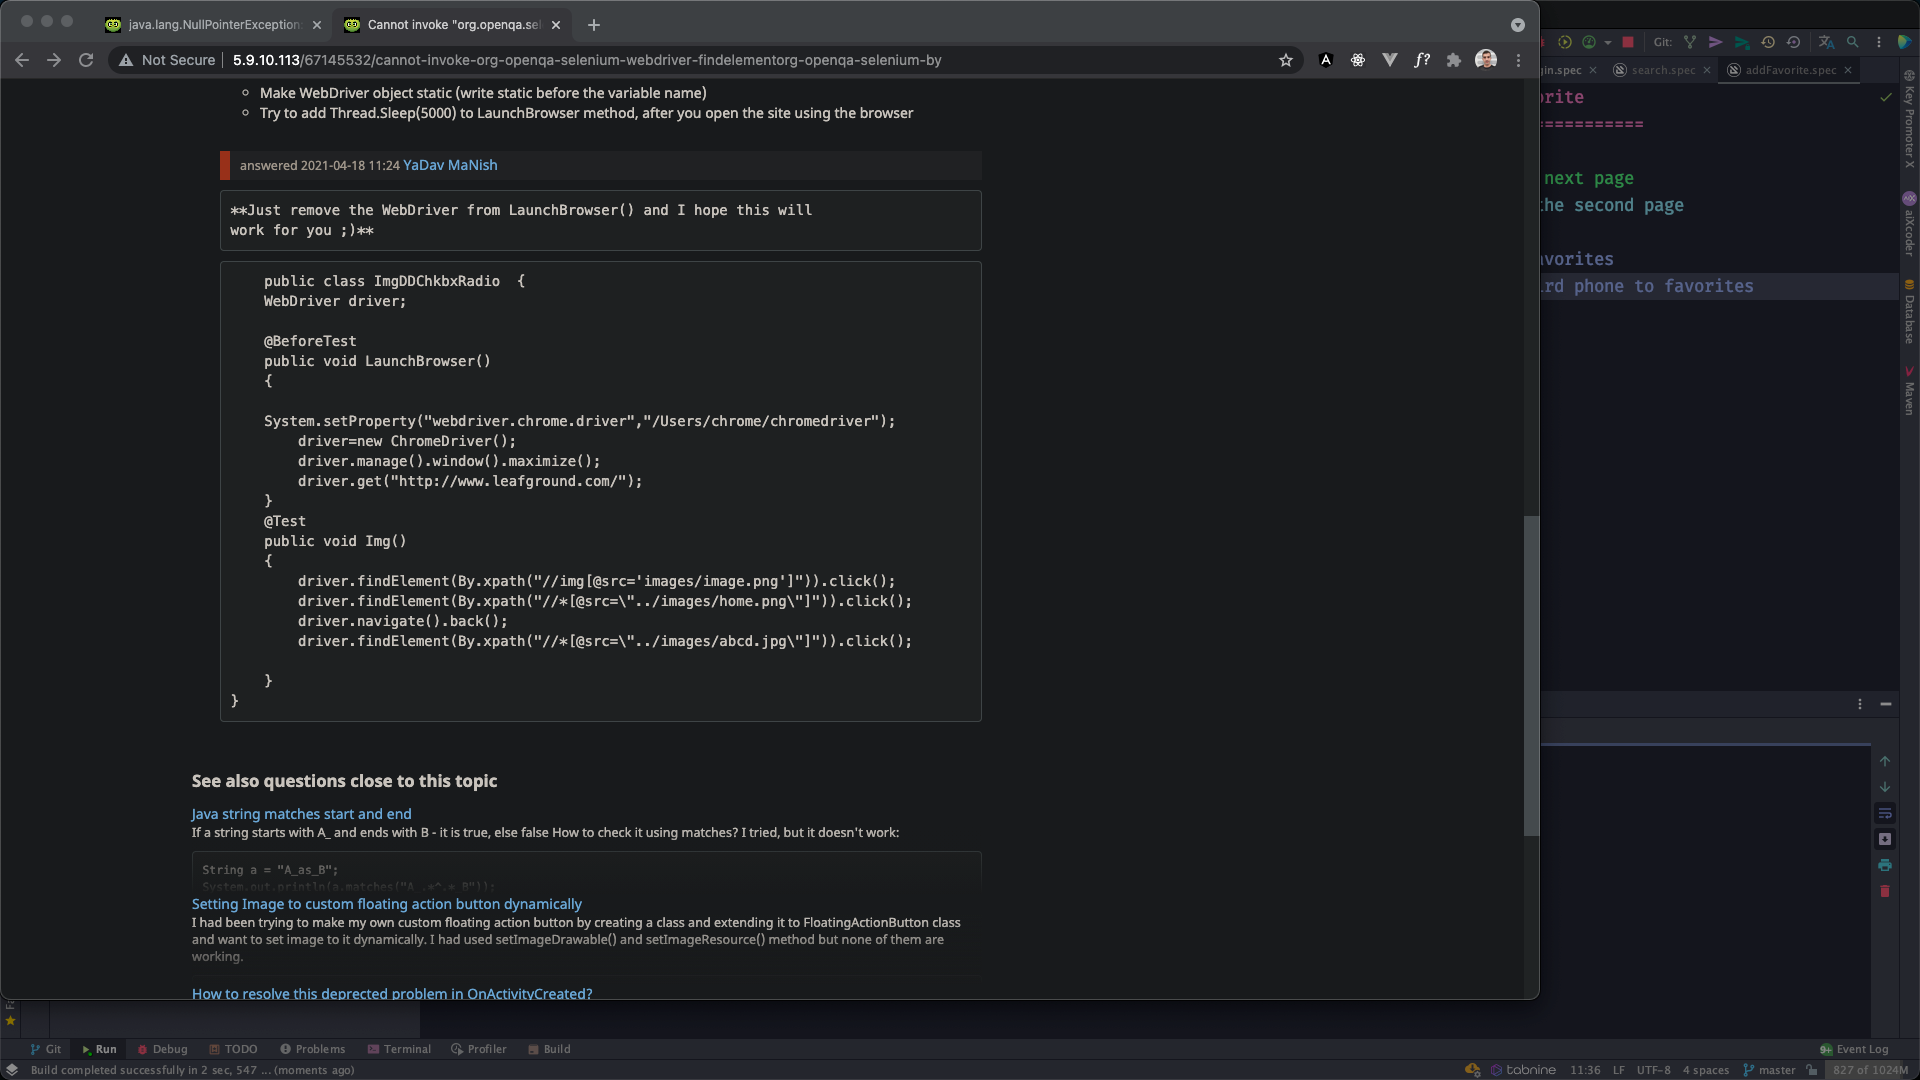 java.lang.NullPointerException:
Cannot invoke "org.openqa.sel
Not Secure
5.9.10.113/67145532/cannot-invoke-org-openqa-selenium-webdriver-findelementorg-openqa-selenium-by
Make WebDriver object static (write static before the variable name)
Try to add Thread.Sleep(5000) to LaunchBrowser method, after you open the site using the browser
answered 2021-04-18 11:24 YaDav MaNish
**Just remove the WebDriver from LaunchBrowser() and I hope this will
work for you ;)**
public class ImgDDChkbxRadio  {
WebDriver driver;
@BeforeTest
public void LaunchBrowser()
{
System.setProperty("webdriver.chrome.driver","/Users/chrome/chromedriver");
driver=new ChromeDriver();
driver.manage().window().maximize();
driver.get("http://www.leafground.com/");
}
@Test
public void Img()
{
driver.findElement(By.xpath("//img[@src='images/image.png']")).click();
driver.findElement(By.xpath("//*[@src=\"../images/home.png\"]")).click();
driver.navigate().back();
driver.findElement(By.xpath("//*[@src=\"../images/abcd.jpg\"]")).click();
}
}
See also questions close to this topic
Java string matches start and end
If a string starts with A_ and ends with B - it is true, else false How to check it using matches? I tried, but it doesn't work:
String a = "A_as_B";
System.out.println(a.matches("A_.*^.*_B"));
Setting Image to custom floating action button dynamically
I had been trying to make my own custom floating action button by creating a class and extending it to FloatingActionButton class
and want to set image to it dynamically. I had used setImageDrawable() and setImageResource() method but none of them are
working.
How to resolve this deprected problem in OnActivityCreated?
Git:
gin.spec
search.spec
addFavorite.spec
orite
===========
next page
the second page
avorites
ird phone to favorites
Key Promoter X
aiXcoder
Database
Maven
Git
Run
Debug
TODO
Problems
Terminal
Profiler
Build
Event Log
Build completed successfully in 2 sec, 547 ... (moments ago)
tabnine
11:36
LF
UTF-8
4 spaces
master
827 of 1024M